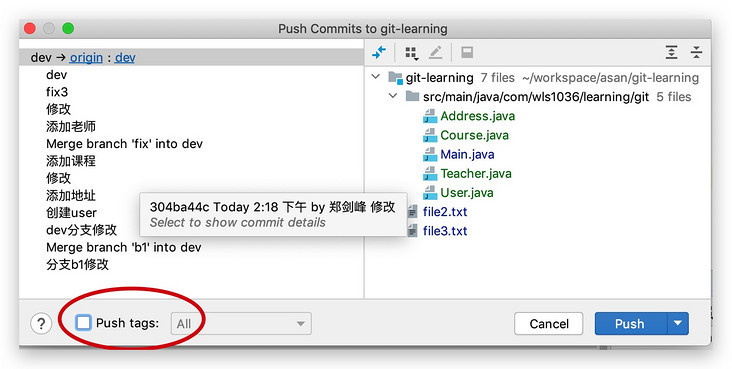 Push Commits to git-learning
dev → origin : dev
dev
fix3
修改
添加老师
Merge branch 'fix' into dev
添加课程
修改
添加地址
创建user
dev分支修改
Merge branch 'b1' into dev
分支b1修改
304ba44c Today 2:18 下午 by 郑剑峰 修改
Select to show commit details
git-learning 7 files ~/workspace/asan/git-learning
src/main/java/com/wls1036/learning/git 5 files
Address.java
Course.java
Main.java
Teacher.java
User.java
file2.txt
file3.txt
? Push tags: All
Cancel
Push